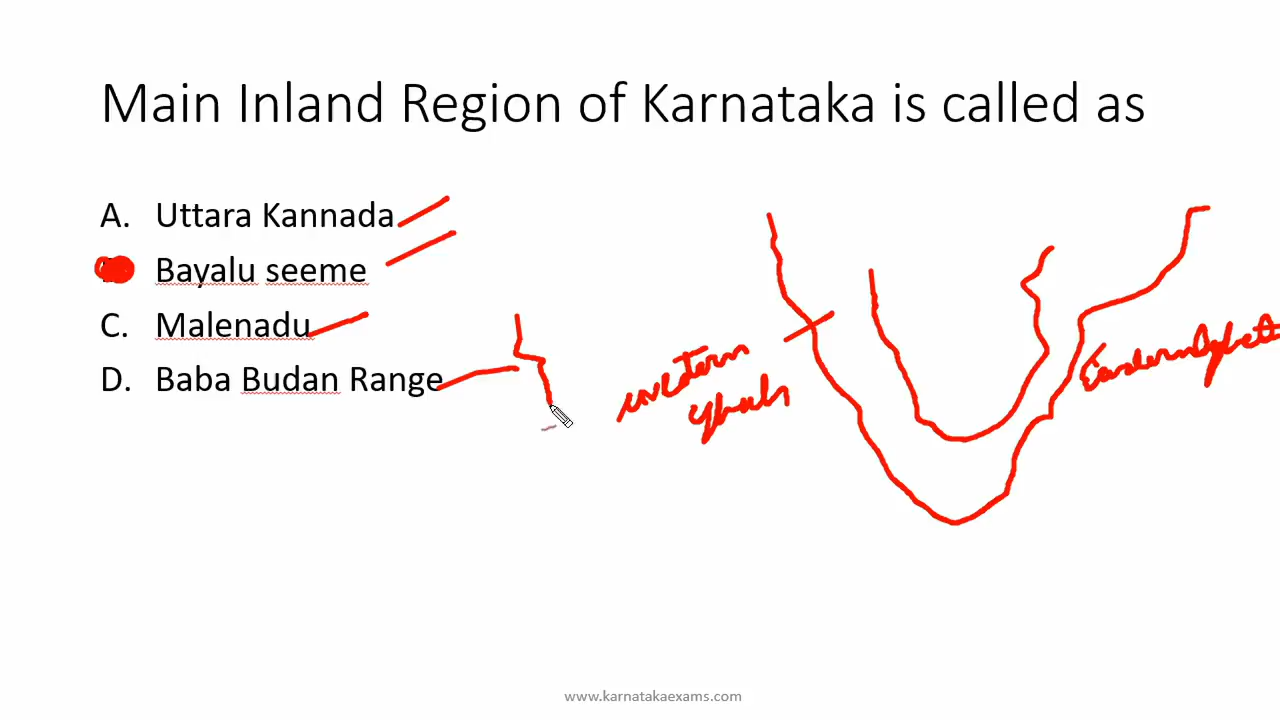 Main Inland Region of Karnataka is called as
A. Uttara Kannada
Bayalu seeme
C. Malenadu
D. Baba Budan Range
western
ghats
Eastern
www.karnatakaexams.com